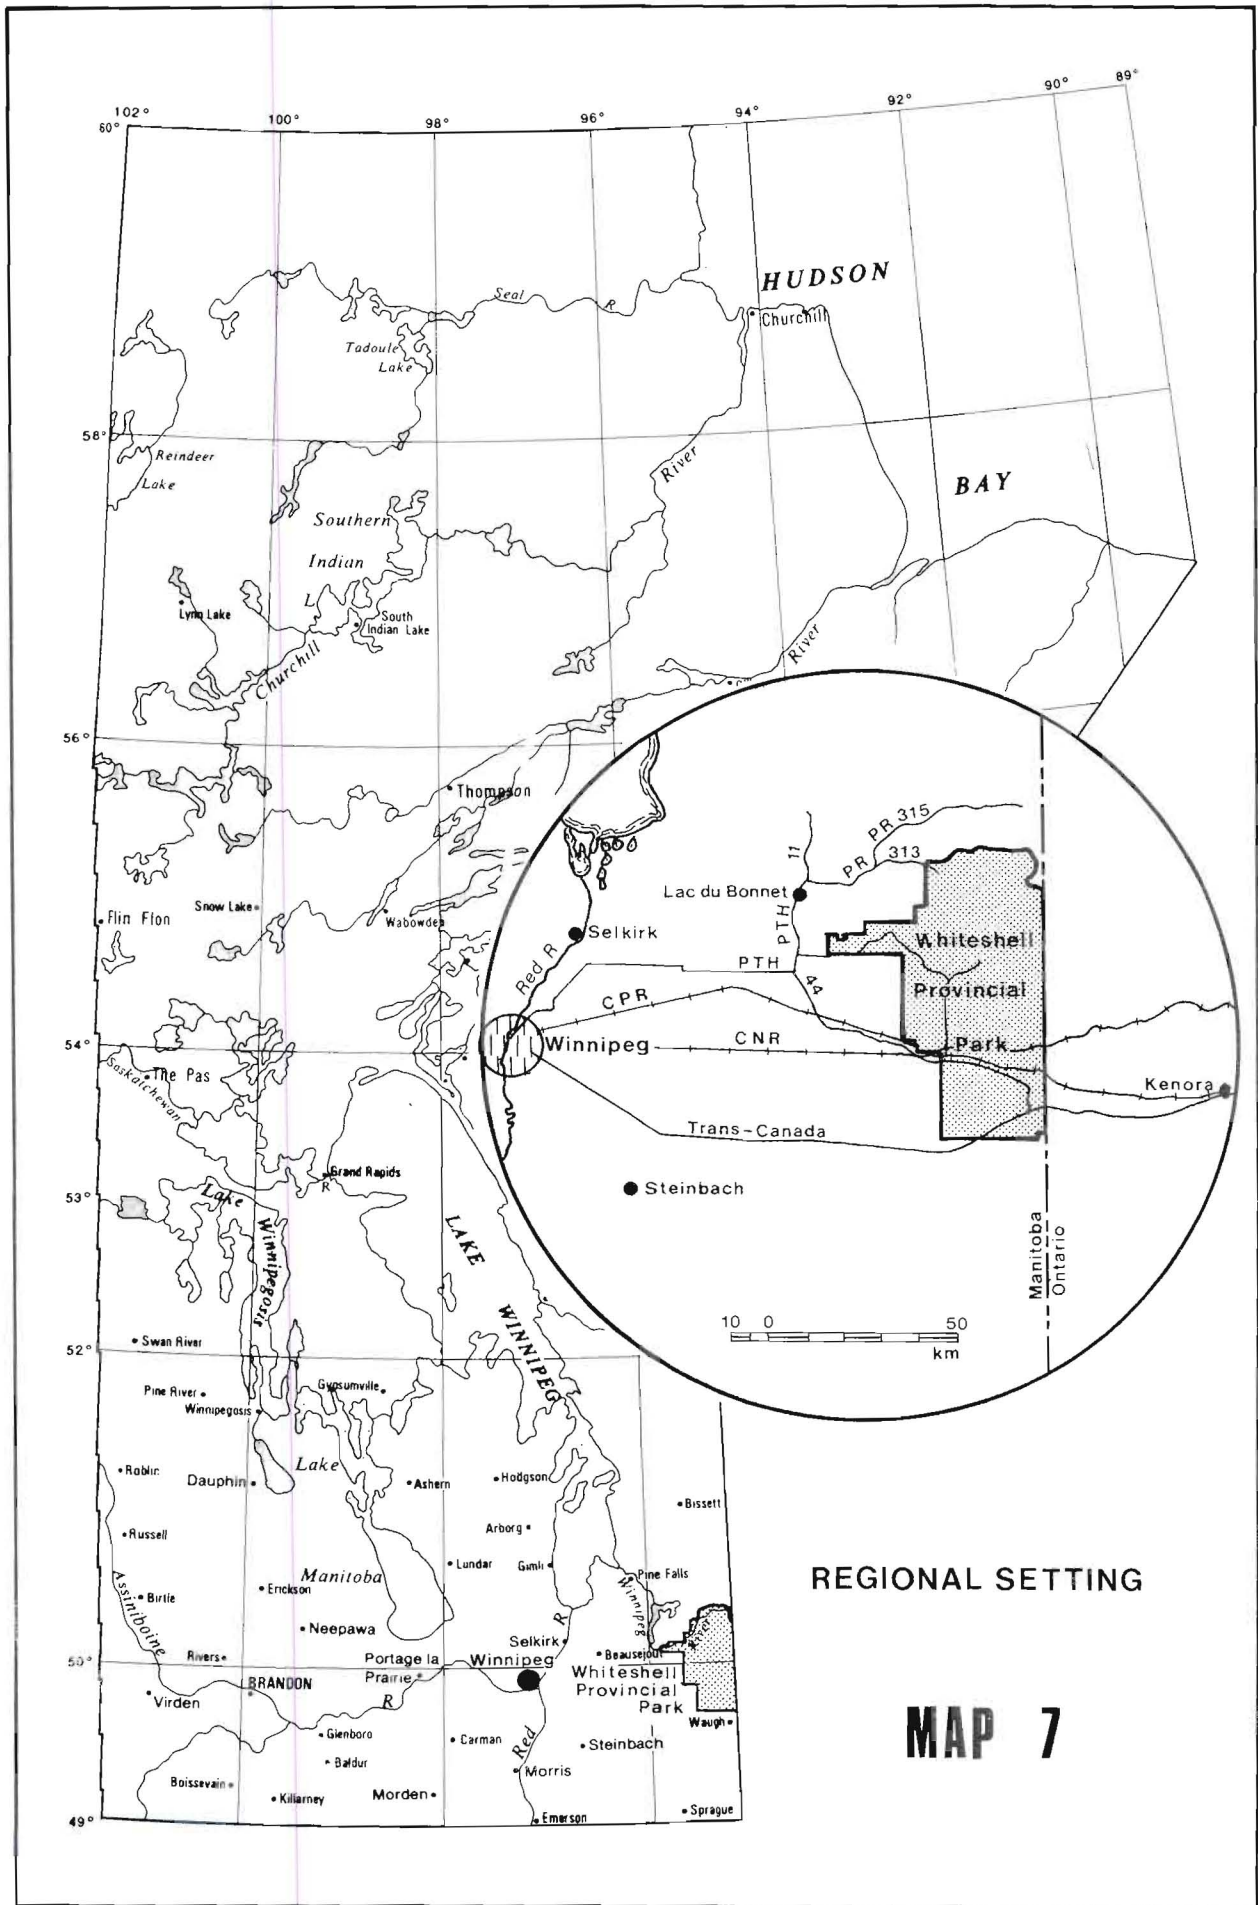 102°
100°
98°
96°
94°
92°
90°
89°
60°
HUDSON
Seal R
Churchill
Tadoule
Lake
58°
Reindeer
Lake
River
BAY
Southern
Indian
L
Lynn Lake
South
Indian Lake
Churchill
River
56°
Thompson
PR 315
PR 313
11
Lac du Bonnet
Snow Lake
Flin Flon
Wabowden
Selkirk
PTH
Whiteshell
Red R
PTH
44
Provincial
CPR
54°
Winnipeg
CNR
Park
Saskatchewan
The Pas
Kenora
Trans-Canada
Grand Rapids
R
Steinbach
53°
Lake
Winnipegosis
LAKE
WINNIPEG
Manitoba
Ontario
10 0 50
km
Swan River
52°
Pine River
Gypsumville
Winnipegosis
Roblin
Dauphin
Lake
Ashern
Hodgson
Bissett
Russell
Arborg
Lundar
Gimli
Pine Falls
REGIONAL SETTING
Assiniboine
Birtle
Erickson
Manitoba
Winnipeg
River
Neepawa
R
Selkirk
Rivers
Portage la
Prairie
Winnipeg
Beausejour
50°
Whiteshell
Provincial
Park
BRANDON
Virden
R
Waugh
MAP 7
Glenboro
Carman
Red
Steinbach
Baldur
Morris
Boissevain
Killarney
Morden
Sprague
49°
Emerson